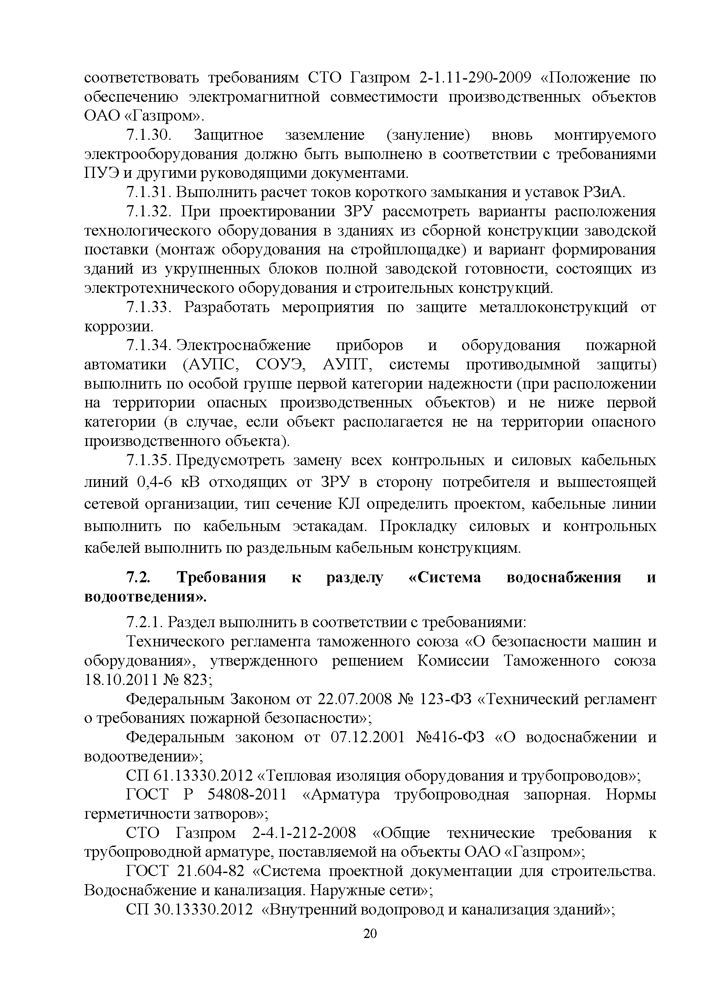 соответствовать требованиям СТО Газпром 2-1.11-290-2009 «Положение по
обеспечению электромагнитной совместимости производственных объектов
ОАО «Газпром».
7.1.30. Защитное заземление (зануление) вновь монтируемого
электрооборудования должно быть выполнено в соответствии с требованиями
ПУЭ и другими руководящими документами.
7.1.31. Выполнить расчет токов короткого замыкания и уставок РЗиА.
7.1.32. При проектировании ЗРУ рассмотреть варианты расположения
технологического оборудования в зданиях из сборной конструкции заводской
поставки (монтаж оборудования на стройплощадке) и вариант формирования
зданий из укрупненных блоков полной заводской готовности, состоящих из
электротехнического оборудования и строительных конструкций.
7.1.33. Разработать мероприятия по защите металлоконструкций от
коррозии.
7.1.34. Электроснабжение приборов и оборудования пожарной
автоматики (АУПС, СОУЭ, АУПТ, системы противодымной защиты)
выполнить по особой группе первой категории надежности (при расположении
на территории опасных производственных объектов) и не ниже первой
категории (в случае, если объект располагается не на территории опасного
производственного объекта).
7.1.35. Предусмотреть замену всех контрольных и силовых кабельных
линий 0,4-6 кВ отходящих от ЗРУ в сторону потребителя и вышестоящей
сетевой организации, тип сечение КЛ определить проектом, кабельные линии
выполнить по кабельным эстакадам. Прокладку силовых и контрольных
кабелей выполнить по раздельным кабельным конструкциям.
7.2. Требования к разделу «Система водоснабжения и
водоотведения».
7.2.1. Раздел выполнить в соответствии с требованиями:
Технического регламента таможенного союза «О безопасности машин и
оборудования», утвержденного решением Комиссии Таможенного союза
18.10.2011 № 823;
Федеральным Законом от 22.07.2008 № 123-ФЗ «Технический регламент
о требованиях пожарной безопасности»;
Федеральным законом от 07.12.2001 №416-ФЗ «О водоснабжении и
водоотведении»;
СП 61.13330.2012 «Тепловая изоляция оборудования и трубопроводов»;
ГОСТ Р 54808-2011 «Арматура трубопроводная запорная. Нормы
герметичности затворов»;
СТО Газпром 2-4.1-212-2008 «Общие технические требования к
трубопроводной арматуре, поставляемой на объекты ОАО «Газпром»;
ГОСТ 21.604-82 «Система проектной документации для строительства.
Водоснабжение и канализация. Наружные сети»;
СП 30.13330.2012 «Внутренний водопровод и канализация зданий»;
20